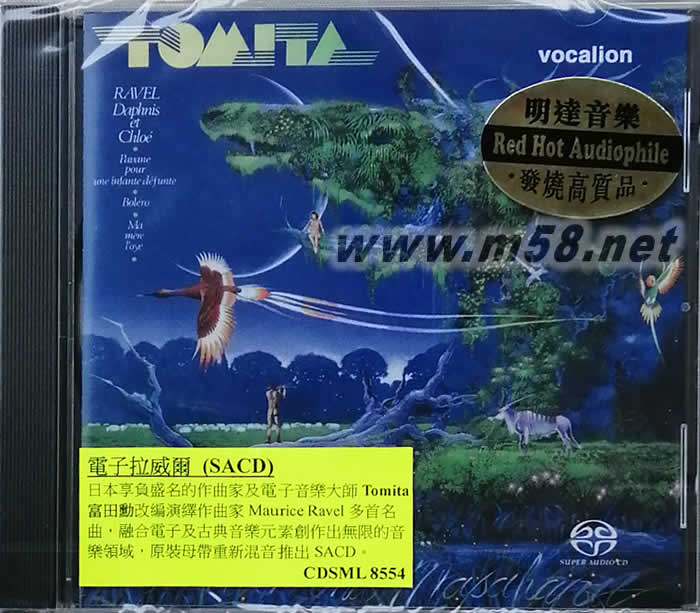 TOMITA
vocalion
RAVEL
Daphnis
et
Chloé
Pavane
pour
une infante défunte
Boléro
Ma
mère
l'oye
明達音樂
Red Hot Audiophile
·發燒高質品·
www.m58.net
電子拉威爾 (SACD)
日本享負盛名的作曲家及電子音樂大師 Tomita
富田勳改編演繹作曲家 Maurice Ravel 多首名
曲，融合電子及古典音樂元素創作出無限的音
樂領域，原裝母帶重新混音推出 SACD。
CDSML 8554
SUPER AUDIO CD